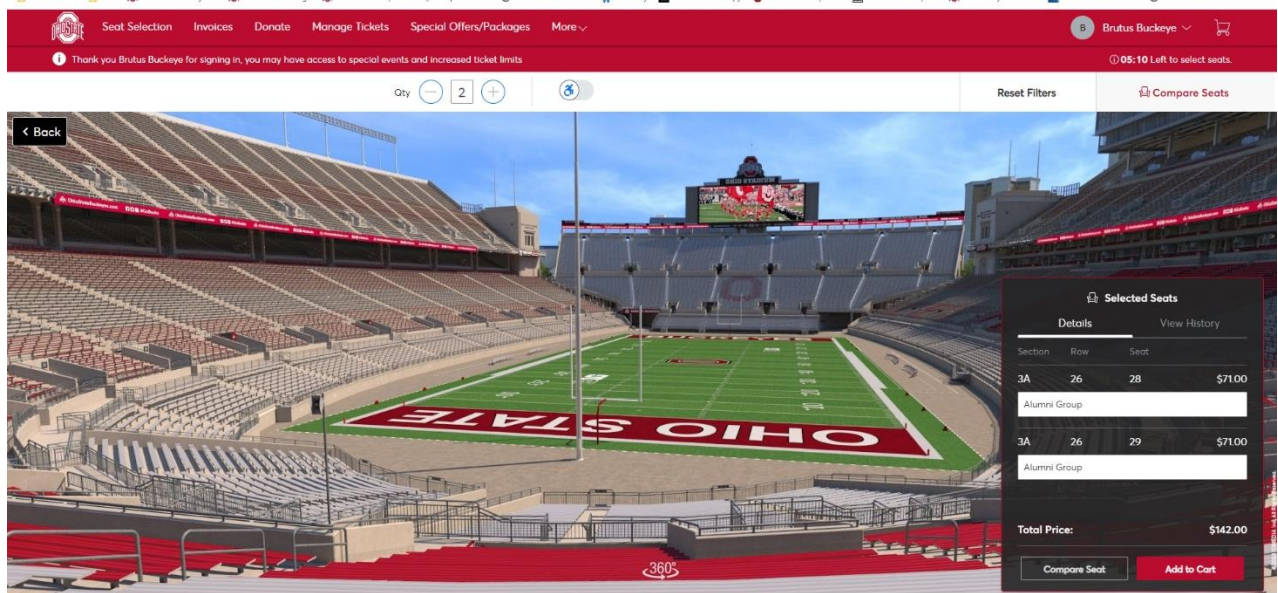 OHIO STATE Seat Selection Invoices Donate Manage Tickets Special Offers/Packages More B Brutus Buckeye
i Thank you Brutus Buckeye for signing in, you may have access to special events and increased ticket limits 05:10 Left to select seats.
Qty 2 Reset Filters Compare Seats
< Back
OHIO STADIUM
OHIO STATE
360°
Selected Seats
Details View History
Section Row Seat
3A 26 28 $71.00
Alumni Group
3A 26 29 $71.00
Alumni Group
Total Price: $142.00
Compare Seat Add to Cart